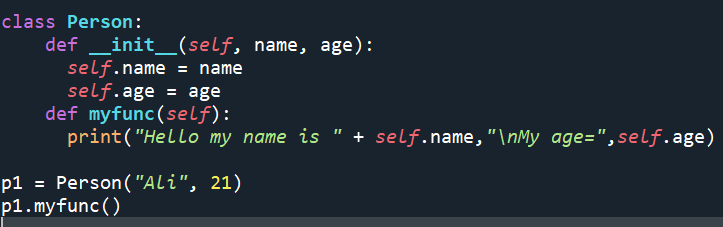 class Person:
    def __init__(self, name, age):
      self.name = name
      self.age = age
    def myfunc(self):
      print("Hello my name is " + self.name,"\nMy age=",self.age)

p1 = Person("Ali", 21)
p1.myfunc()